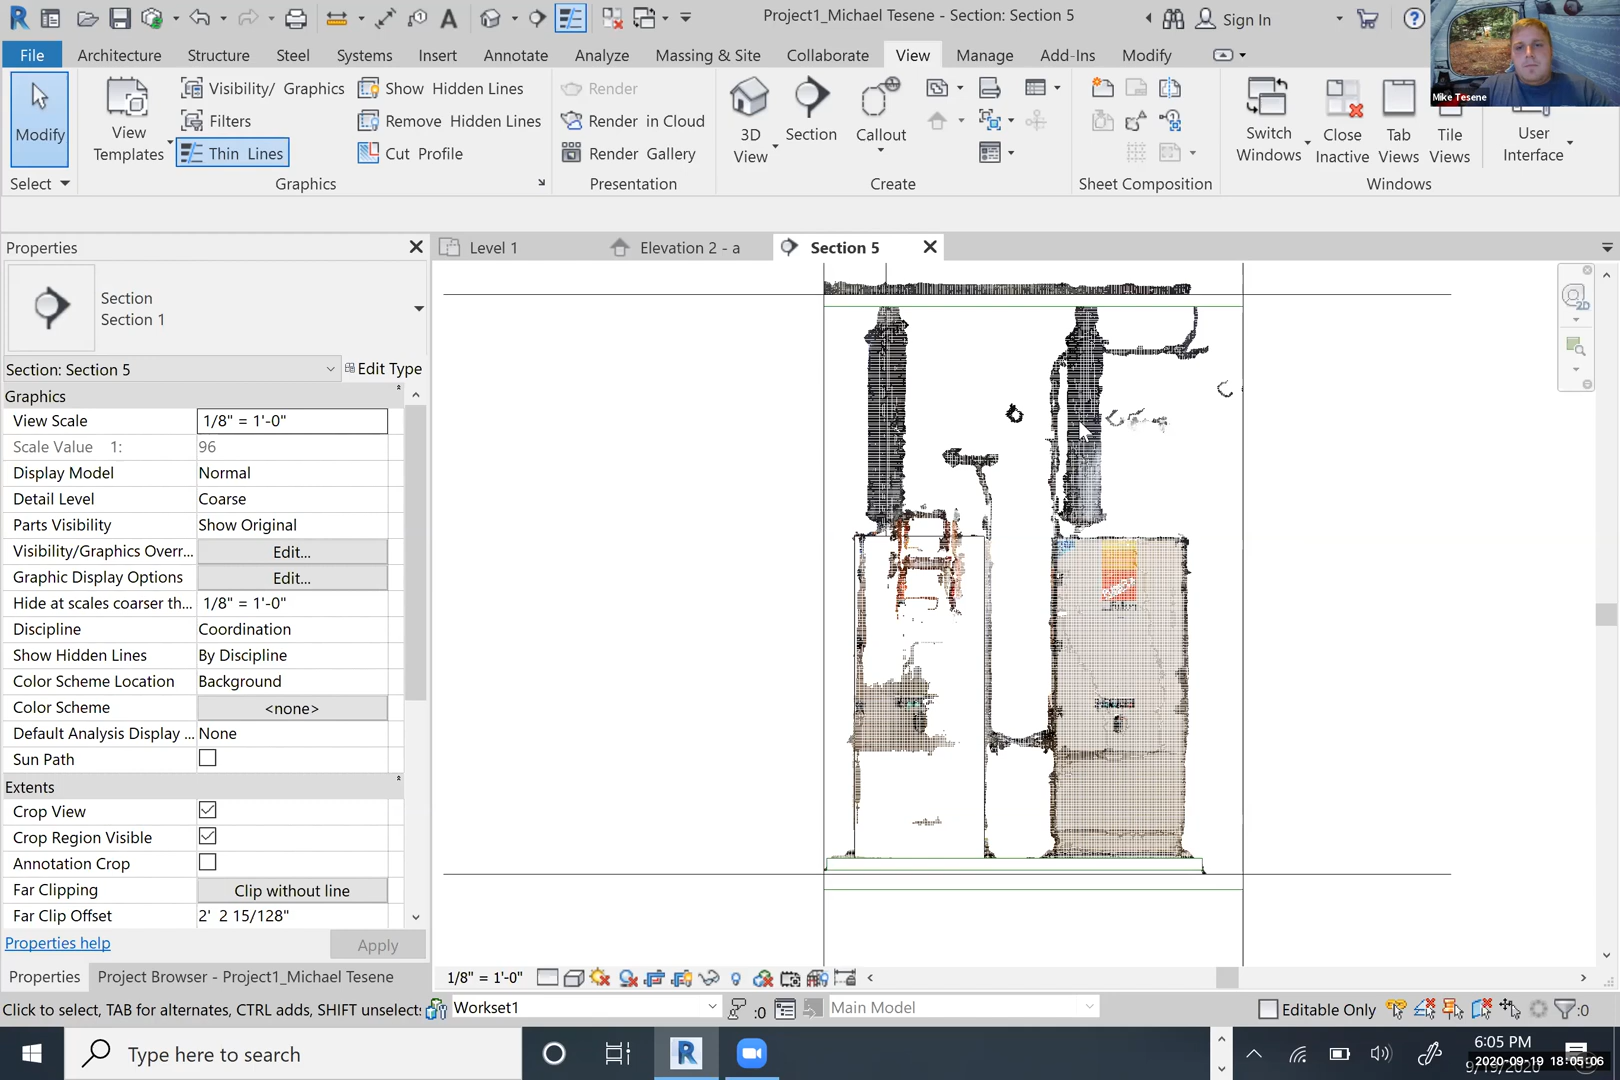 Project1_Michael Tesene - Section: Section 5
Sign In
File Architecture Structure Steel Systems Insert Annotate Analyze Massing & Site Collaborate View Manage Add-Ins Modify
Mike Tesene
Modify
View Templates
Visibility/ Graphics
Filters
Thin Lines
Show Hidden Lines
Remove Hidden Lines
Cut Profile
Render
Render in Cloud
Render Gallery
3D View
Section
Callout
Switch Windows
Close Inactive
Tab Views
Tile Views
User Interface
Select
Graphics
Presentation
Create
Sheet Composition
Windows
Properties
Level 1
Elevation 2 - a
Section 5
2D
Section
Section 1
Section: Section 5
Edit Type
Graphics
View Scale 1/8" = 1'-0"
Scale Value 1: 96
Display Model Normal
Detail Level Coarse
Parts Visibility Show Original
Visibility/Graphics Overr... Edit...
Graphic Display Options Edit...
Hide at scales coarser th... 1/8" = 1'-0"
Discipline Coordination
Show Hidden Lines By Discipline
Color Scheme Location Background
Color Scheme <none>
Default Analysis Display ... None
Sun Path
Extents
Crop View
Crop Region Visible
Annotation Crop
Far Clipping Clip without line
Far Clip Offset 2' 2 15/128"
Properties help
Apply
Properties
Project Browser - Project1_Michael Tesene
1/8" = 1'-0"
Click to select, TAB for alternates, CTRL adds, SHIFT unselect:
Workset1
:0
Main Model
Editable Only
:0
Type here to search
6:05 PM
9/19/2020
2020-09-19 18:05:06